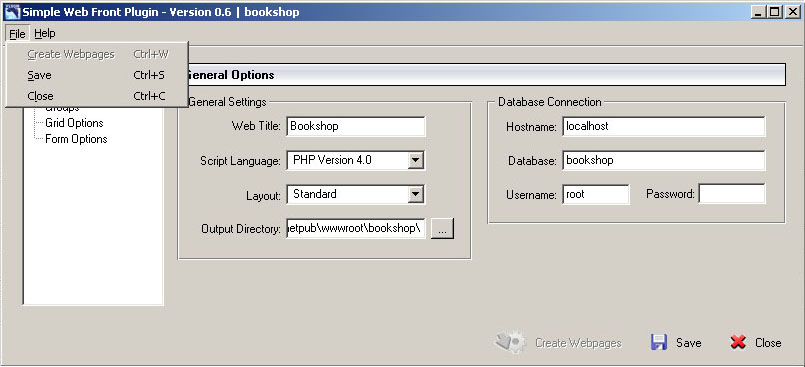 Simple Web Front Plugin - Version 0.6 | bookshop
File Help
Create Webpages Ctrl+W
Save Ctrl+S
Close Ctrl+C
Groups
Grid Options
Form Options
General Options
General Settings
Web Title: Bookshop
Script Language: PHP Version 4.0
Layout: Standard
Output Directory: netpub\wwwroot\bookshop\ ...
Database Connection
Hostname: localhost
Database: bookshop
Username: root Password:
Create Webpages Save Close